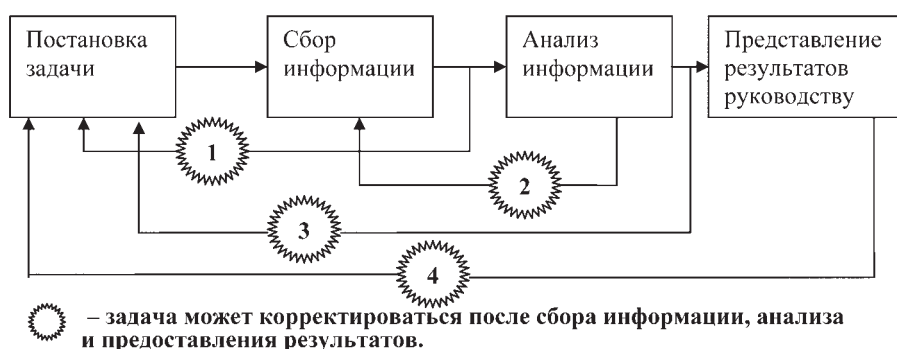 Постановка
задачи
Сбор
информации
Анализ
информации
Представление
результатов
руководству
1
2
3
4
– задача может корректироваться после сбора информации, анализа
и предоставления результатов.